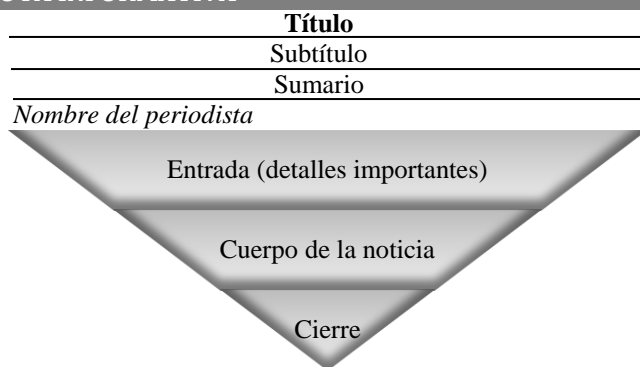 Título
Subtítulo
Sumario
Nombre del periodista
Entrada (detalles importantes)
Cuerpo de la noticia
Cierre